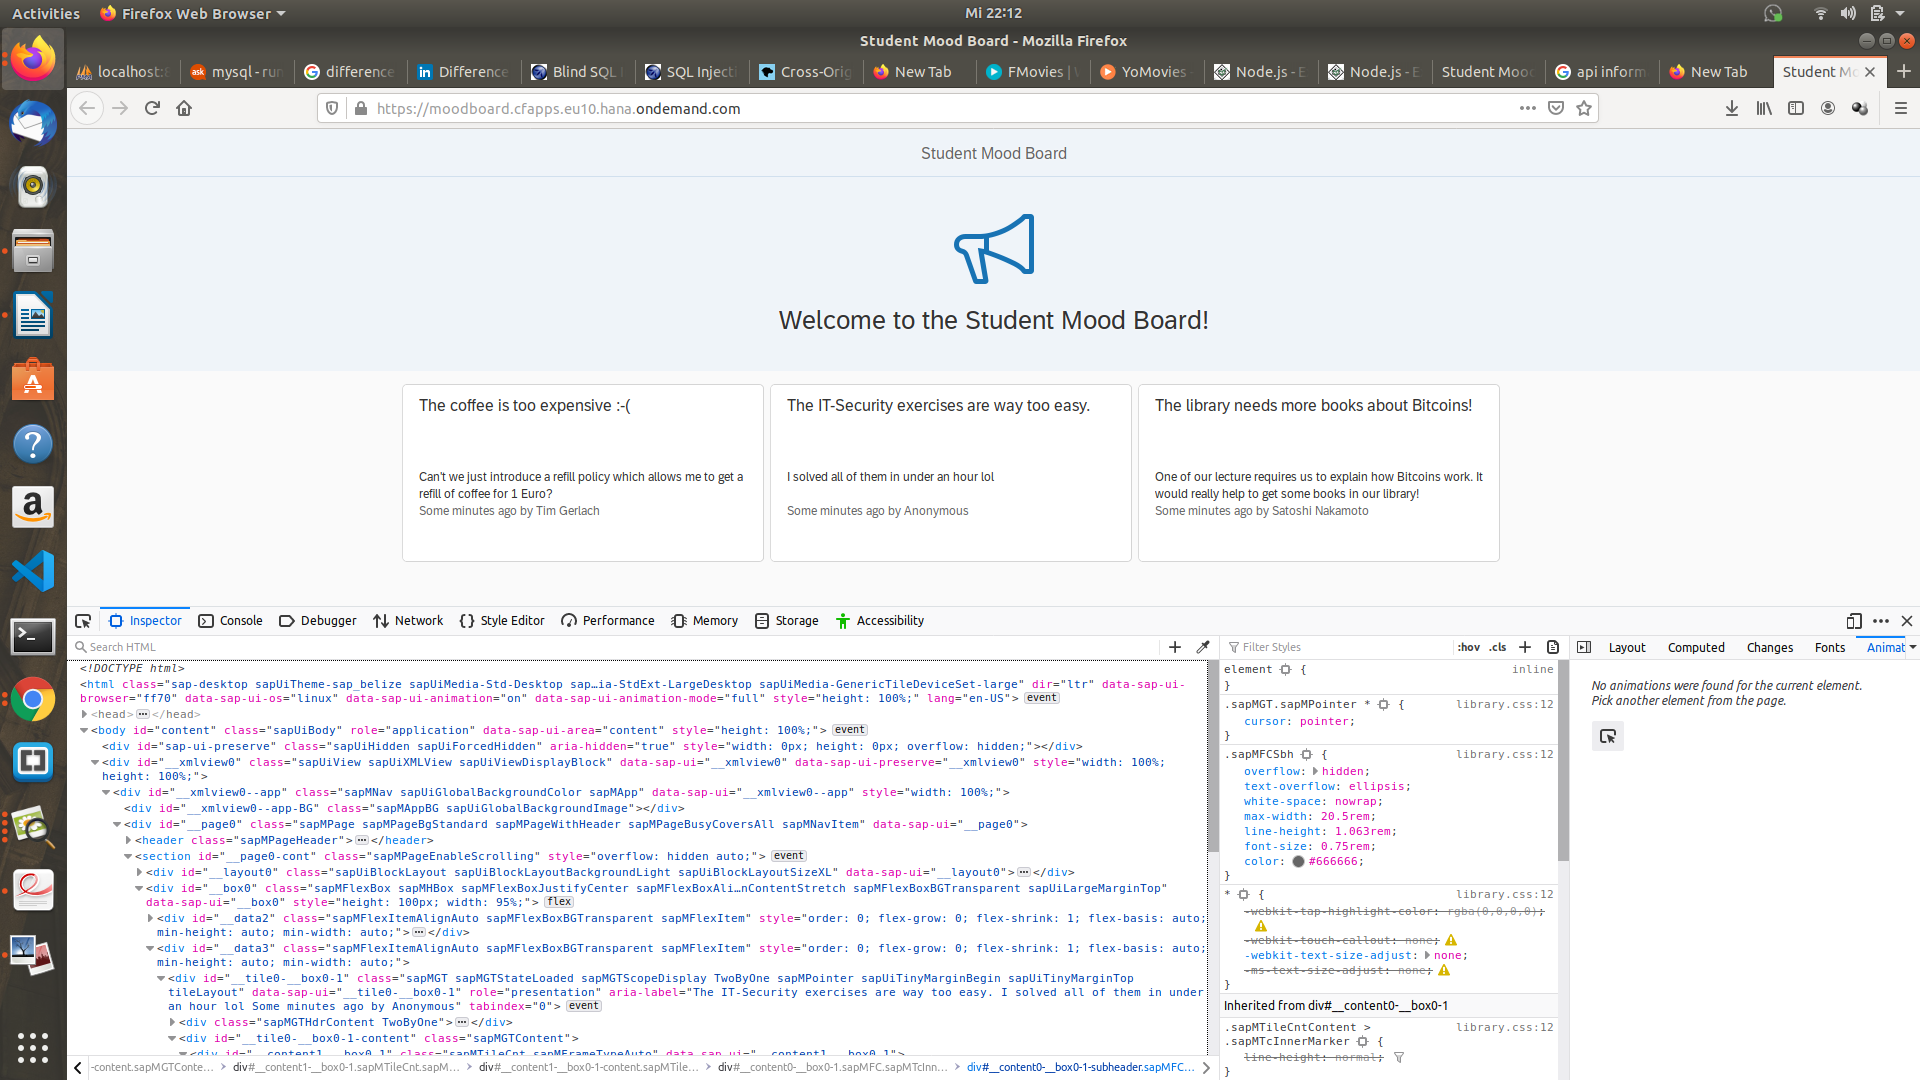 Activities Firefox Web Browser Mi 22:12
Student Mood Board - Mozilla Firefox
localhost: mysql - run difference Difference Blind SQL SQL Injecti Cross-Orig New Tab FMovies | YoMovies Node.js - E Node.js - E Student Mood api inform New Tab Student Mo
https://moodboard.cfapps.eu10.hana.ondemand.com
Student Mood Board
Welcome to the Student Mood Board!
The coffee is too expensive :-( The IT-Security exercises are way too easy. The library needs more books about Bitcoins!
Can't we just introduce a refill policy which allows me to get a
refill of coffee for 1 Euro?
Some minutes ago by Tim Gerlach
I solved all of them in under an hour lol
Some minutes ago by Anonymous
One of our lecture requires us to explain how Bitcoins work. It
would really help to get some books in our library!
Some minutes ago by Satoshi Nakamoto
Inspector Console Debugger Network Style Editor Performance Memory Storage Accessibility
Search HTML
<!DOCTYPE html>
<html class="sap-desktop sapUiTheme-sap_belize sapUiMedia-Std-Desktop sap…ia-StdExt-LargeDesktop sapUiMedia-GenericTileDeviceSet-large" dir="ltr" data-sap-ui-
browser="ff70" data-sap-ui-os="linux" data-sap-ui-animation="on" data-sap-ui-animation-mode="full" style="height: 100%;" lang="en-US"> event
<head> … </head>
<body id="content" class="sapUiBody" role="application" data-sap-ui-area="content" style="height: 100%;"> event
<div id="sap-ui-preserve" class="sapUiHidden sapUiForcedHidden" aria-hidden="true" style="width: 0px; height: 0px; overflow: hidden;"></div>
<div id="__xmlview0" class="sapUiView sapUiXMLView sapUiViewDisplayBlock" data-sap-ui="__xmlview0" data-sap-ui-preserve="__xmlview0" style="width: 100%;
height: 100%;">
<div id="__xmlview0--app" class="sapMNav sapUiGlobalBackgroundColor sapMApp" data-sap-ui="__xmlview0--app" style="width: 100%;">
<div id="__xmlview0--app-BG" class="sapMAppBG sapUiGlobalBackgroundImage"></div>
<div id="__page0" class="sapMPage sapMPageBgStandard sapMPageWithHeader sapMPageBusyCoversAll sapMNavItem" data-sap-ui="__page0">
<header class="sapMPageHeader"> … </header>
<section id="__page0-cont" class="sapMPageEnableScrolling" style="overflow: hidden auto;"> event
<div id="__layout0" class="sapUiBlockLayout sapUiBlockLayoutBackgroundLight sapUiBlockLayoutSizeXL" data-sap-ui="__layout0"> … </div>
<div id="__box0" class="sapMFlexBox sapMHBox sapMFlexBoxJustifyCenter sapMFlexBoxAli…nContentStretch sapMFlexBoxBGTransparent sapUiLargeMarginTop"
data-sap-ui="__box0" style="height: 100px; width: 95%;"> flex
<div id="__data2" class="sapMFlexItemAlignAuto sapMFlexBoxBGTransparent sapMFlexItem" style="order: 0; flex-grow: 0; flex-shrink: 1; flex-basis: auto;
min-height: auto; min-width: auto;"> … </div>
<div id="__data3" class="sapMFlexItemAlignAuto sapMFlexBoxBGTransparent sapMFlexItem" style="order: 0; flex-grow: 0; flex-shrink: 1; flex-basis: auto;
min-height: auto; min-width: auto;">
<div id="__tile0-__box0-1" class="sapMGT sapMGTStateLoaded sapMGTScopeDisplay TwoByOne sapMPointer sapUiTinyMarginBegin sapUiTinyMarginTop
tileLayout" data-sap-ui="__tile0-__box0-1" role="presentation" aria-label="The IT-Security exercises are way too easy. I solved all of them in under
an hour lol Some minutes ago by Anonymous" tabindex="0"> event
<div class="sapMGTHdrContent TwoByOne"> … </div>
<div id="__tile0-__box0-1-content" class="sapMGTContent">
<div id="__content1-__box0-1" class="sapMTileCnt sapMFrameTypeAuto" data-sap-ui="__content1-__box0-1">
-content.sapMGTConte… div#__content1-__box0-1.sapMTileCnt.sapM… div#__content1-__box0-1-content.sapMTile… div#__content0-__box0-1.sapMFC.sapMTcInn… div#__content0-__box0-1-subheader.sapMFC…
Filter Styles :hov .cls
element { inline
}
.sapMGT.sapMPointer * { library.css:12
cursor: pointer;
}
.sapMFCSbh { library.css:12
overflow: hidden;
text-overflow: ellipsis;
white-space: nowrap;
max-width: 20.5rem;
line-height: 1.063rem;
font-size: 0.75rem;
color: #666666;
}
* { library.css:12
-webkit-tap-highlight-color: rgba(0,0,0,0);
-webkit-touch-callout: none;
-webkit-text-size-adjust: none;
-ms-text-size-adjust: none;
}
Inherited from div#__content0-__box0-1
.sapMTileCntContent > library.css:12
.sapMTcInnerMarker {
line-height: normal;
}
Layout Computed Changes Fonts Animat
No animations were found for the current element.
Pick another element from the page.